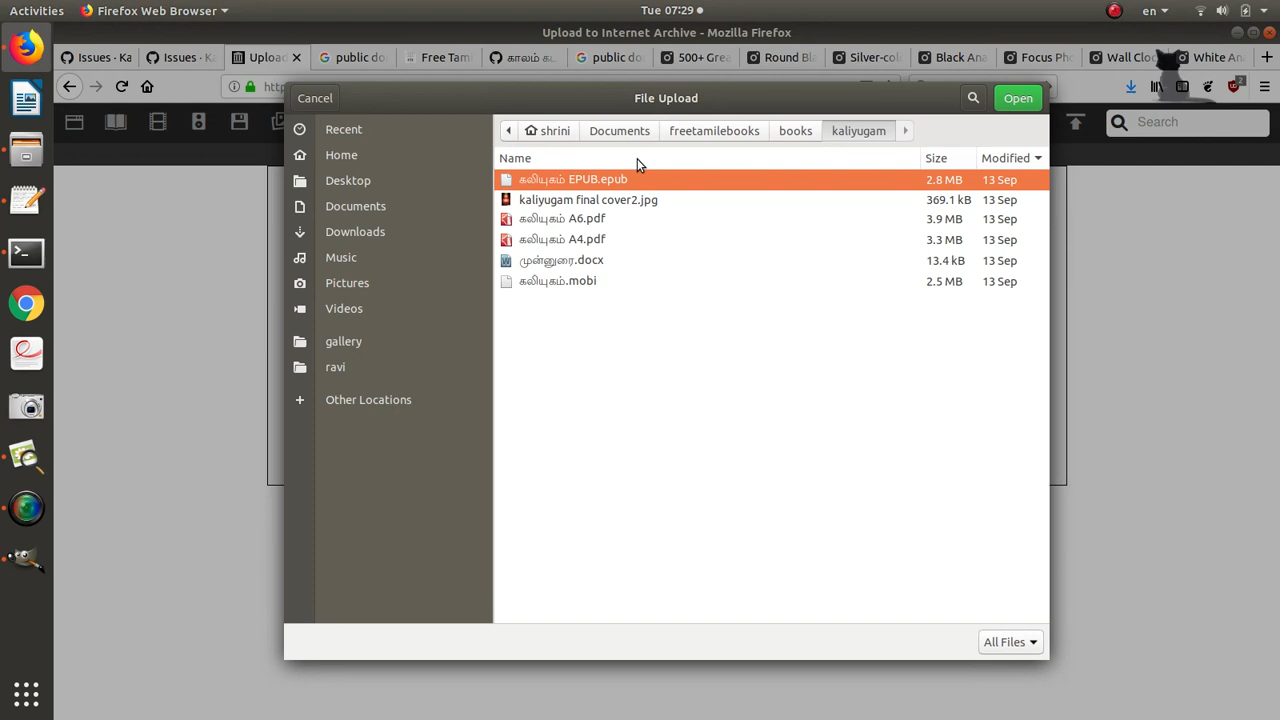 Activities Firefox Web Browser Tue 07:29 en
Upload to Internet Archive - Mozilla Firefox
Issues · Ka Issues · Ka Upload public do Free Tam public do 500+ Gre Round Bl Silver-col Black Ana Focus Pho Wall Cloc White An
Search
Cancel File Upload Open
shrini Documents freetamilebooks books kaliyugam
Recent
Home
Desktop
Documents
Downloads
Music
Pictures
Videos
gallery
ravi
Other Locations
Name Size Modified
கலியுகம் EPUB.epub 2.8 MB 13 Sep
kaliyugam final cover2.jpg 369.1 kB 13 Sep
கலியுகம் A6.pdf 3.9 MB 13 Sep
கலியுகம் A4.pdf 3.3 MB 13 Sep
முன்னுரை.docx 13.4 kB 13 Sep
கலியுகம்.mobi 2.5 MB 13 Sep
All Files